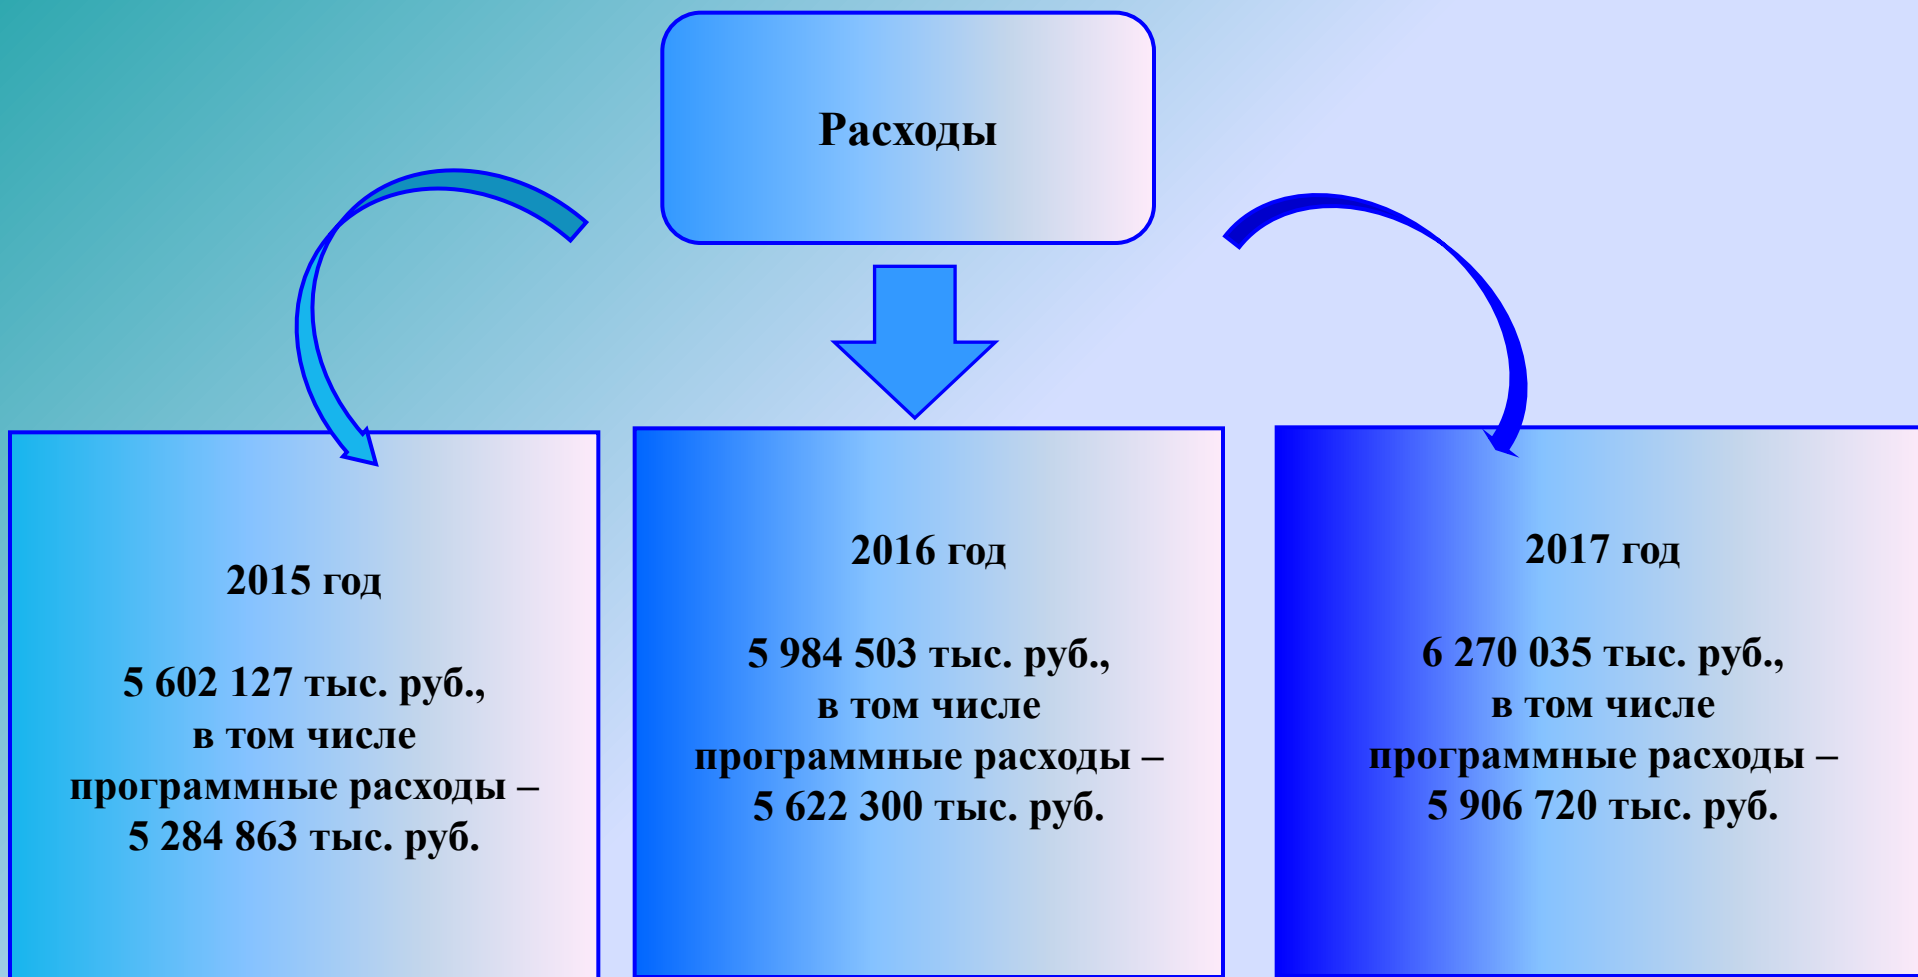 Расходы
2015 год
5 602 127 тыс. руб.,
в том числе
программные расходы –
5 284 863 тыс. руб.
2016 год
5 984 503 тыс. руб.,
в том числе
программные расходы –
5 622 300 тыс. руб.
2017 год
6 270 035 тыс. руб.,
в том числе
программные расходы –
5 906 720 тыс. руб.